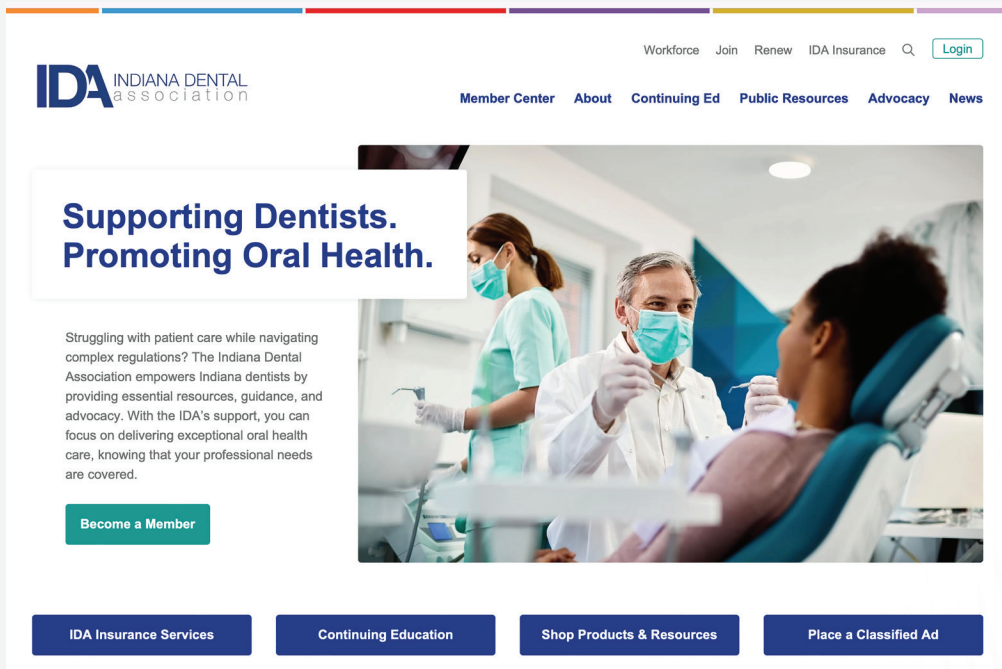 Workforce Join Renew IDA Insurance Login
IDA INDIANA DENTAL
association
Member Center About Continuing Ed Public Resources Advocacy News
Supporting Dentists.
Promoting Oral Health.
Struggling with patient care while navigating
complex regulations? The Indiana Dental
Association empowers Indiana dentists by
providing essential resources, guidance, and
advocacy. With the IDA's support, you can
focus on delivering exceptional oral health
care, knowing that your professional needs
are covered.
Become a Member
IDA Insurance Services Continuing Education Shop Products & Resources Place a Classified Ad